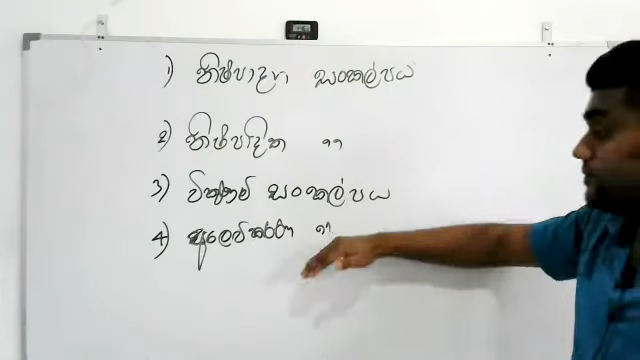 1) නිෂ්පාදන සංකල්පය
2) නිෂ්පාදිත ,,
3) විකුණුම් සංකල්පය
4) අලෙවිකරණ ,,